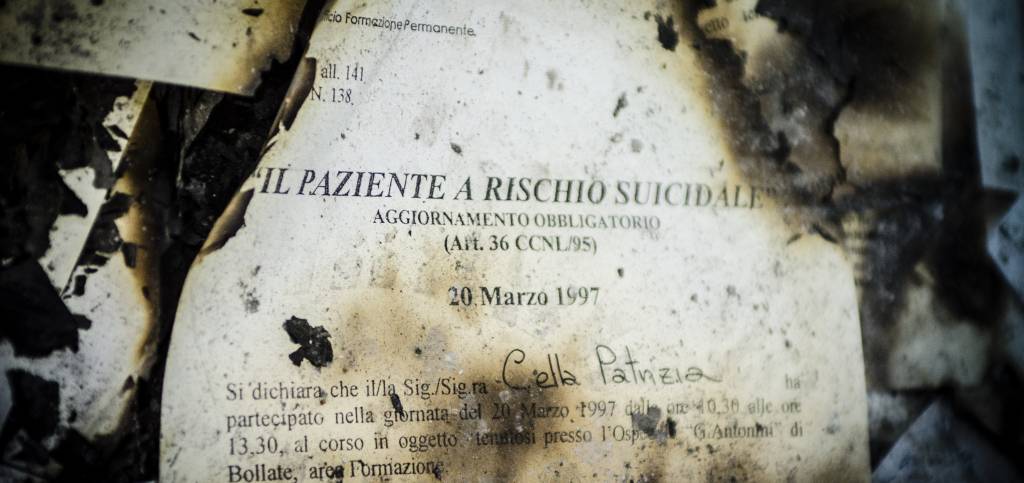 icio Formazione Permanente.
all. 141
N. 138
"IL PAZIENTE A RISCHIO SUICIDALE"
AGGIORNAMENTO OBBLIGATORIO
(Art. 36 CCNL/95)
20 Marzo 1997
Si dichiara che il/la Sig./Sig.ra Cella Patrizia ha
partecipato nella giornata del 20 Marzo 1997 dalle ore 10,30 alle ore
13,30, al corso in oggetto tenutosi presso l'Osp "G.Antonini" di
Bollate, area Formazione.